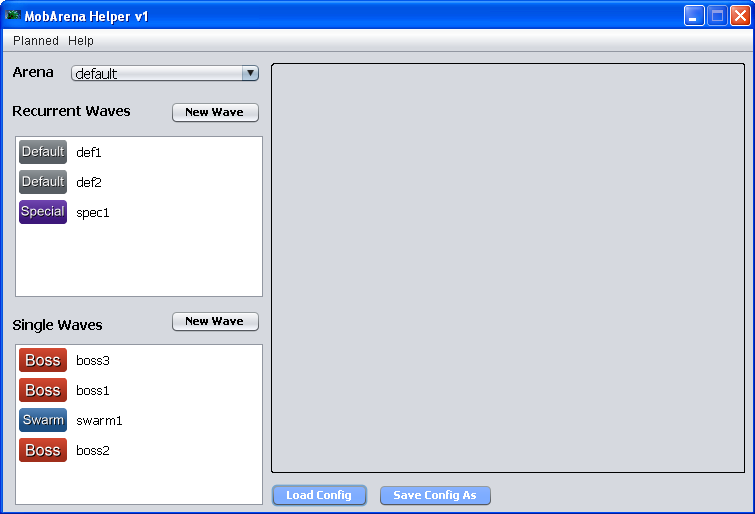 MobArena Helper v1
Planned Help
Arena default
Recurrent Waves New Wave
Default def1
Default def2
Special spec1
Single Waves New Wave
Boss boss3
Boss boss1
Swarm swarm1
Boss boss2
Load Config Save Config As